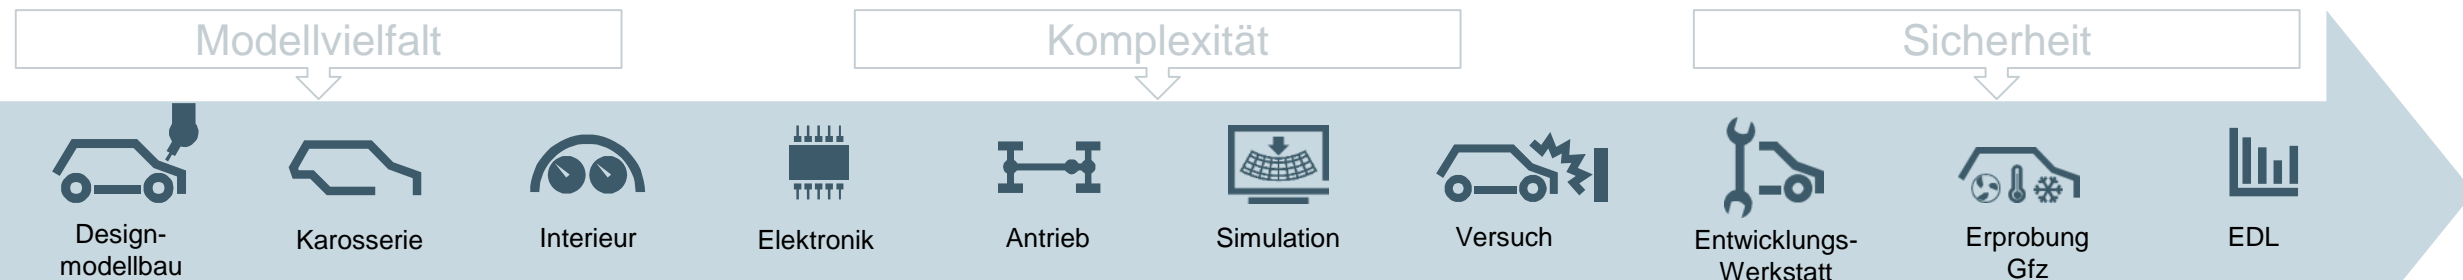 Modellvielfalt
Komplexität
Sicherheit
Design-
modellbau
Karosserie
Interieur
Elektronik
Antrieb
Simulation
Versuch
Entwicklungs-
Werkstatt
Erprobung
Gfz
EDL